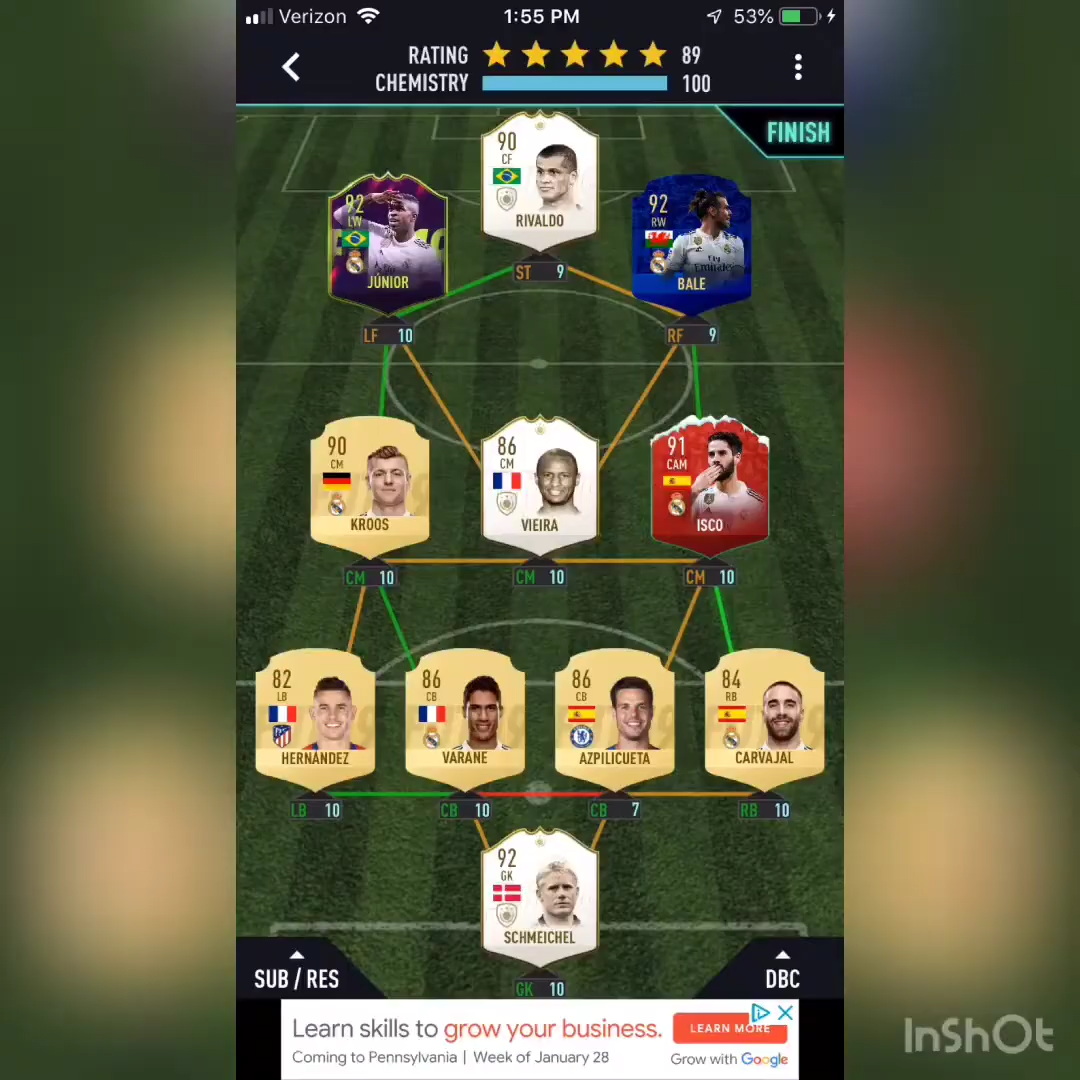 Verizon 1:55 PM 53%
RATING 89
CHEMISTRY 100
FINISH
90
CF
RIVALDO
ST 9
92
LW
JÚNIOR
LF 10
92
RW
BALE
RF 9
90
CM
KROOS
CM 10
86
CM
VIEIRA
CM 10
91
CAM
ISCO
CM 10
82
LB
HERNÁNDEZ
LB 10
86
CB
VARANE
CB 10
86
CB
AZPILICUETA
CB 7
84
RB
CARVAJAL
RB 10
92
GK
SCHMEICHEL
GK 10
SUB / RES
DBC
Learn skills to grow your business.
Coming to Pennsylvania | Week of January 28
LEARN MORE
Grow with Google
InShOt